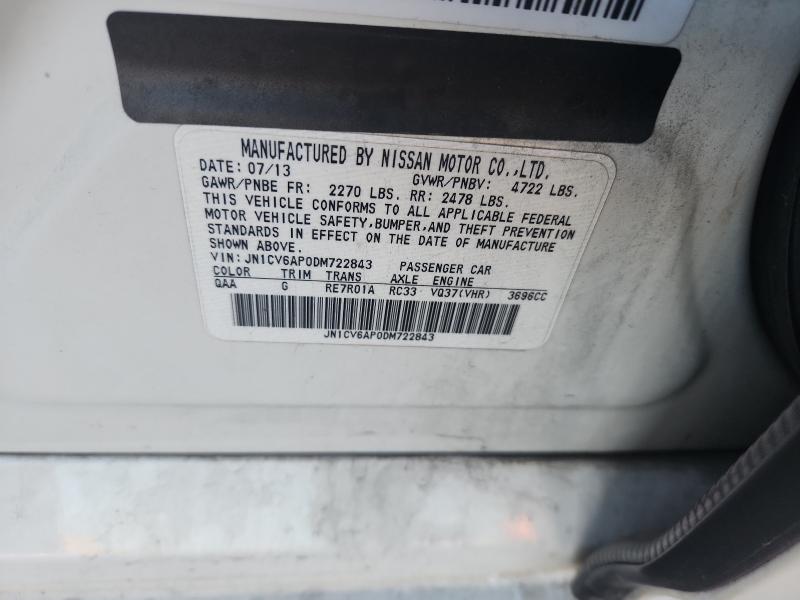 MANUFACTURED BY NISSAN MOTOR CO.,LTD.
DATE: 07/13 GVWR/PNBV: 4722 LBS.
GAWR/PNBE FR: 2270 LBS. RR: 2478 LBS.
THIS VEHICLE CONFORMS TO ALL APPLICABLE FEDERAL
MOTOR VEHICLE SAFETY,BUMPER,AND THEFT PREVENTION
STANDARDS IN EFFECT ON THE DATE OF MANUFACTURE
SHOWN ABOVE.
VIN: JN1CV6AP0DM722843 PASSENGER CAR
COLOR TRIM TRANS AXLE ENGINE
QAA G RE7R01A RC33 VQ37(VHR) 3696CC
JN1CV6AP0DM722843